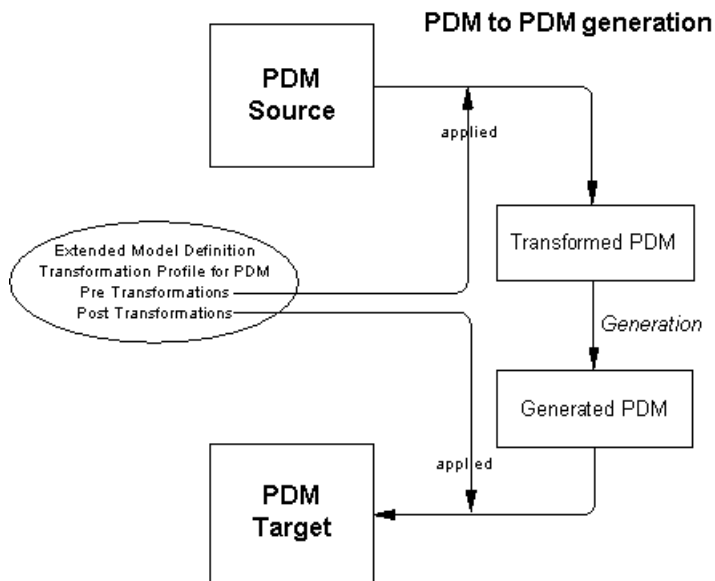 PDM to PDM generation
PDM
Source
applied
Extended Model Definition
Transformation Profile for PDM
Pre Transformations
Post Transformations
Transformed PDM
Generation
Generated PDM
applied
PDM
Target